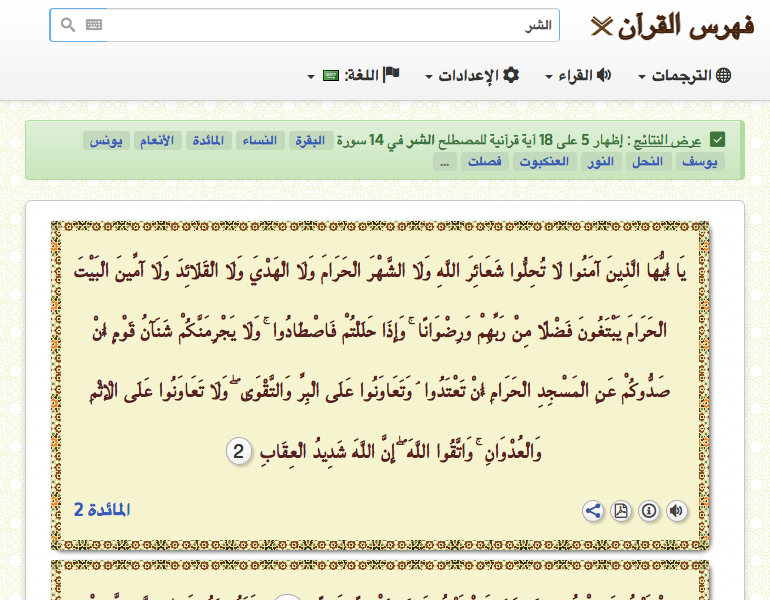 فهرس القرآن
الشر
الترجمات
القراء
الإعدادات
اللغة:
عرض النتائج : إظهار 5 على 18 آية قرآنية للمصطلح الشر في 14 سورة البقرة النساء المائدة الأنعام يونس
يوسف النحل النور العنكبوت فصلت ...
يَا أَيُّهَا الَّذِينَ آمَنُوا لَا تُحِلُّوا شَعَائِرَ اللَّهِ وَلَا الشَّهْرَ الْحَرَامَ وَلَا الْهَدْيَ وَلَا الْقَلَائِدَ وَلَا آمِّينَ الْبَيْتَ
الْحَرَامَ يَبْتَغُونَ فَضْلًا مِنْ رَبِّهِمْ وَرِضْوَانًا ۚ وَإِذَا حَلَلْتُمْ فَاصْطَادُوا ۚ وَلَا يَجْرِمَنَّكُمْ شَنَآنُ قَوْمٍ أَنْ
صَدُّوكُمْ عَنِ الْمَسْجِدِ الْحَرَامِ أَنْ تَعْتَدُوا ۘ وَتَعَاوَنُوا عَلَى الْبِرِّ وَالتَّقْوَىٰ ۖ وَلَا تَعَاوَنُوا عَلَى الْإِثْمِ
وَالْعُدْوَانِ ۚ وَاتَّقُوا اللَّهَ ۖ إِنَّ اللَّهَ شَدِيدُ الْعِقَابِ 2
المائدة 2